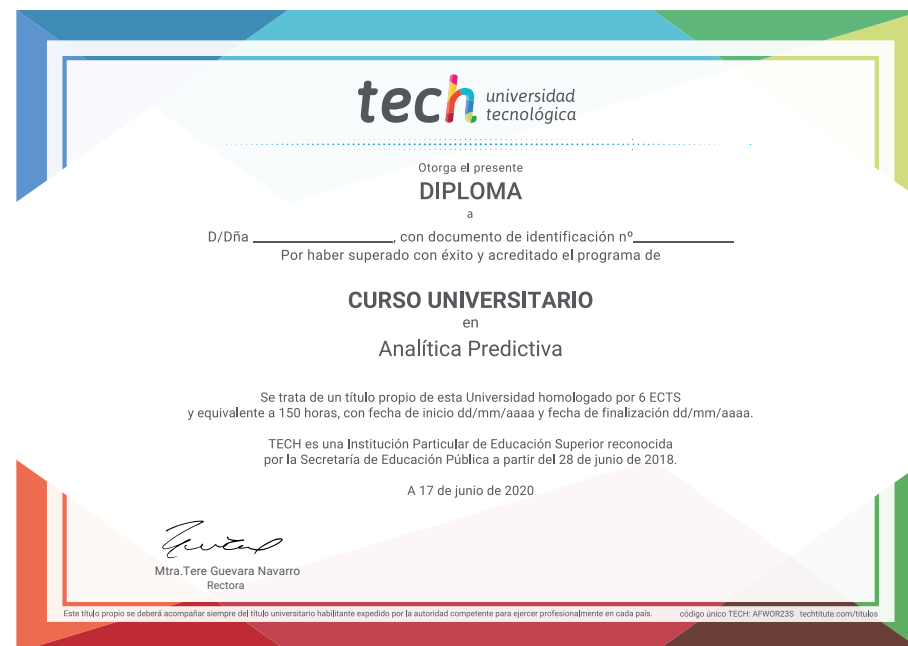 tech universidad
tecnológica
Otorga el presente
DIPLOMA
a
D/Dña ____________________, con documento de identificación nº______________
Por haber superado con éxito y acreditado el programa de
CURSO UNIVERSITARIO
en
Analítica Predictiva
Se trata de un título propio de esta Universidad homologado por 6 ECTS
y equivalente a 150 horas, con fecha de inicio dd/mm/aaaa y fecha de finalización dd/mm/aaaa.
TECH es una Institución Particular de Educación Superior reconocida
por la Secretaría de Educación Pública a partir del 28 de junio de 2018.
A 17 de junio de 2020
Mtra.Tere Guevara Navarro
Rectora
Este título propio se deberá acompañar siempre del título universitario habilitante expedido por la autoridad competente para ejercer profesionalmente en cada país. código único TECH: AFWOR23S techtitute.com/titulos